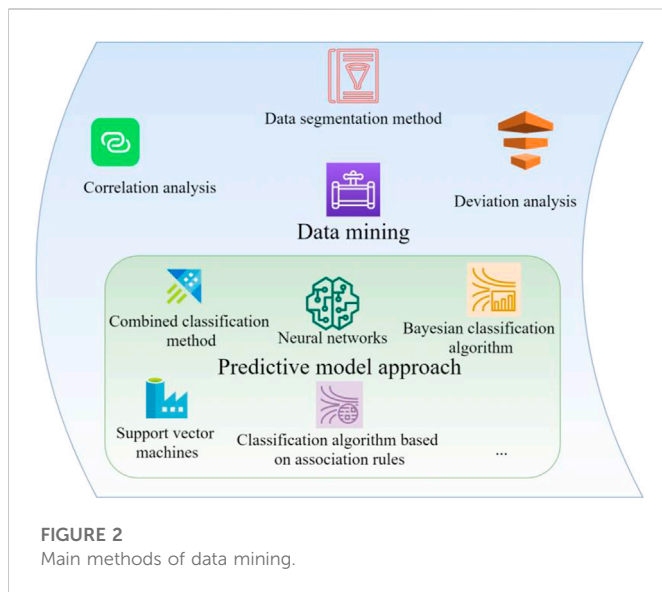 Data segmentation method
Correlation analysis
Deviation analysis
Data mining
Combined classification
method
Neural networks
Bayesian classification
algorithm
Predictive model approach
Support vector
machines
Classification algorithm based
on association rules
...
FIGURE 2
Main methods of data mining.